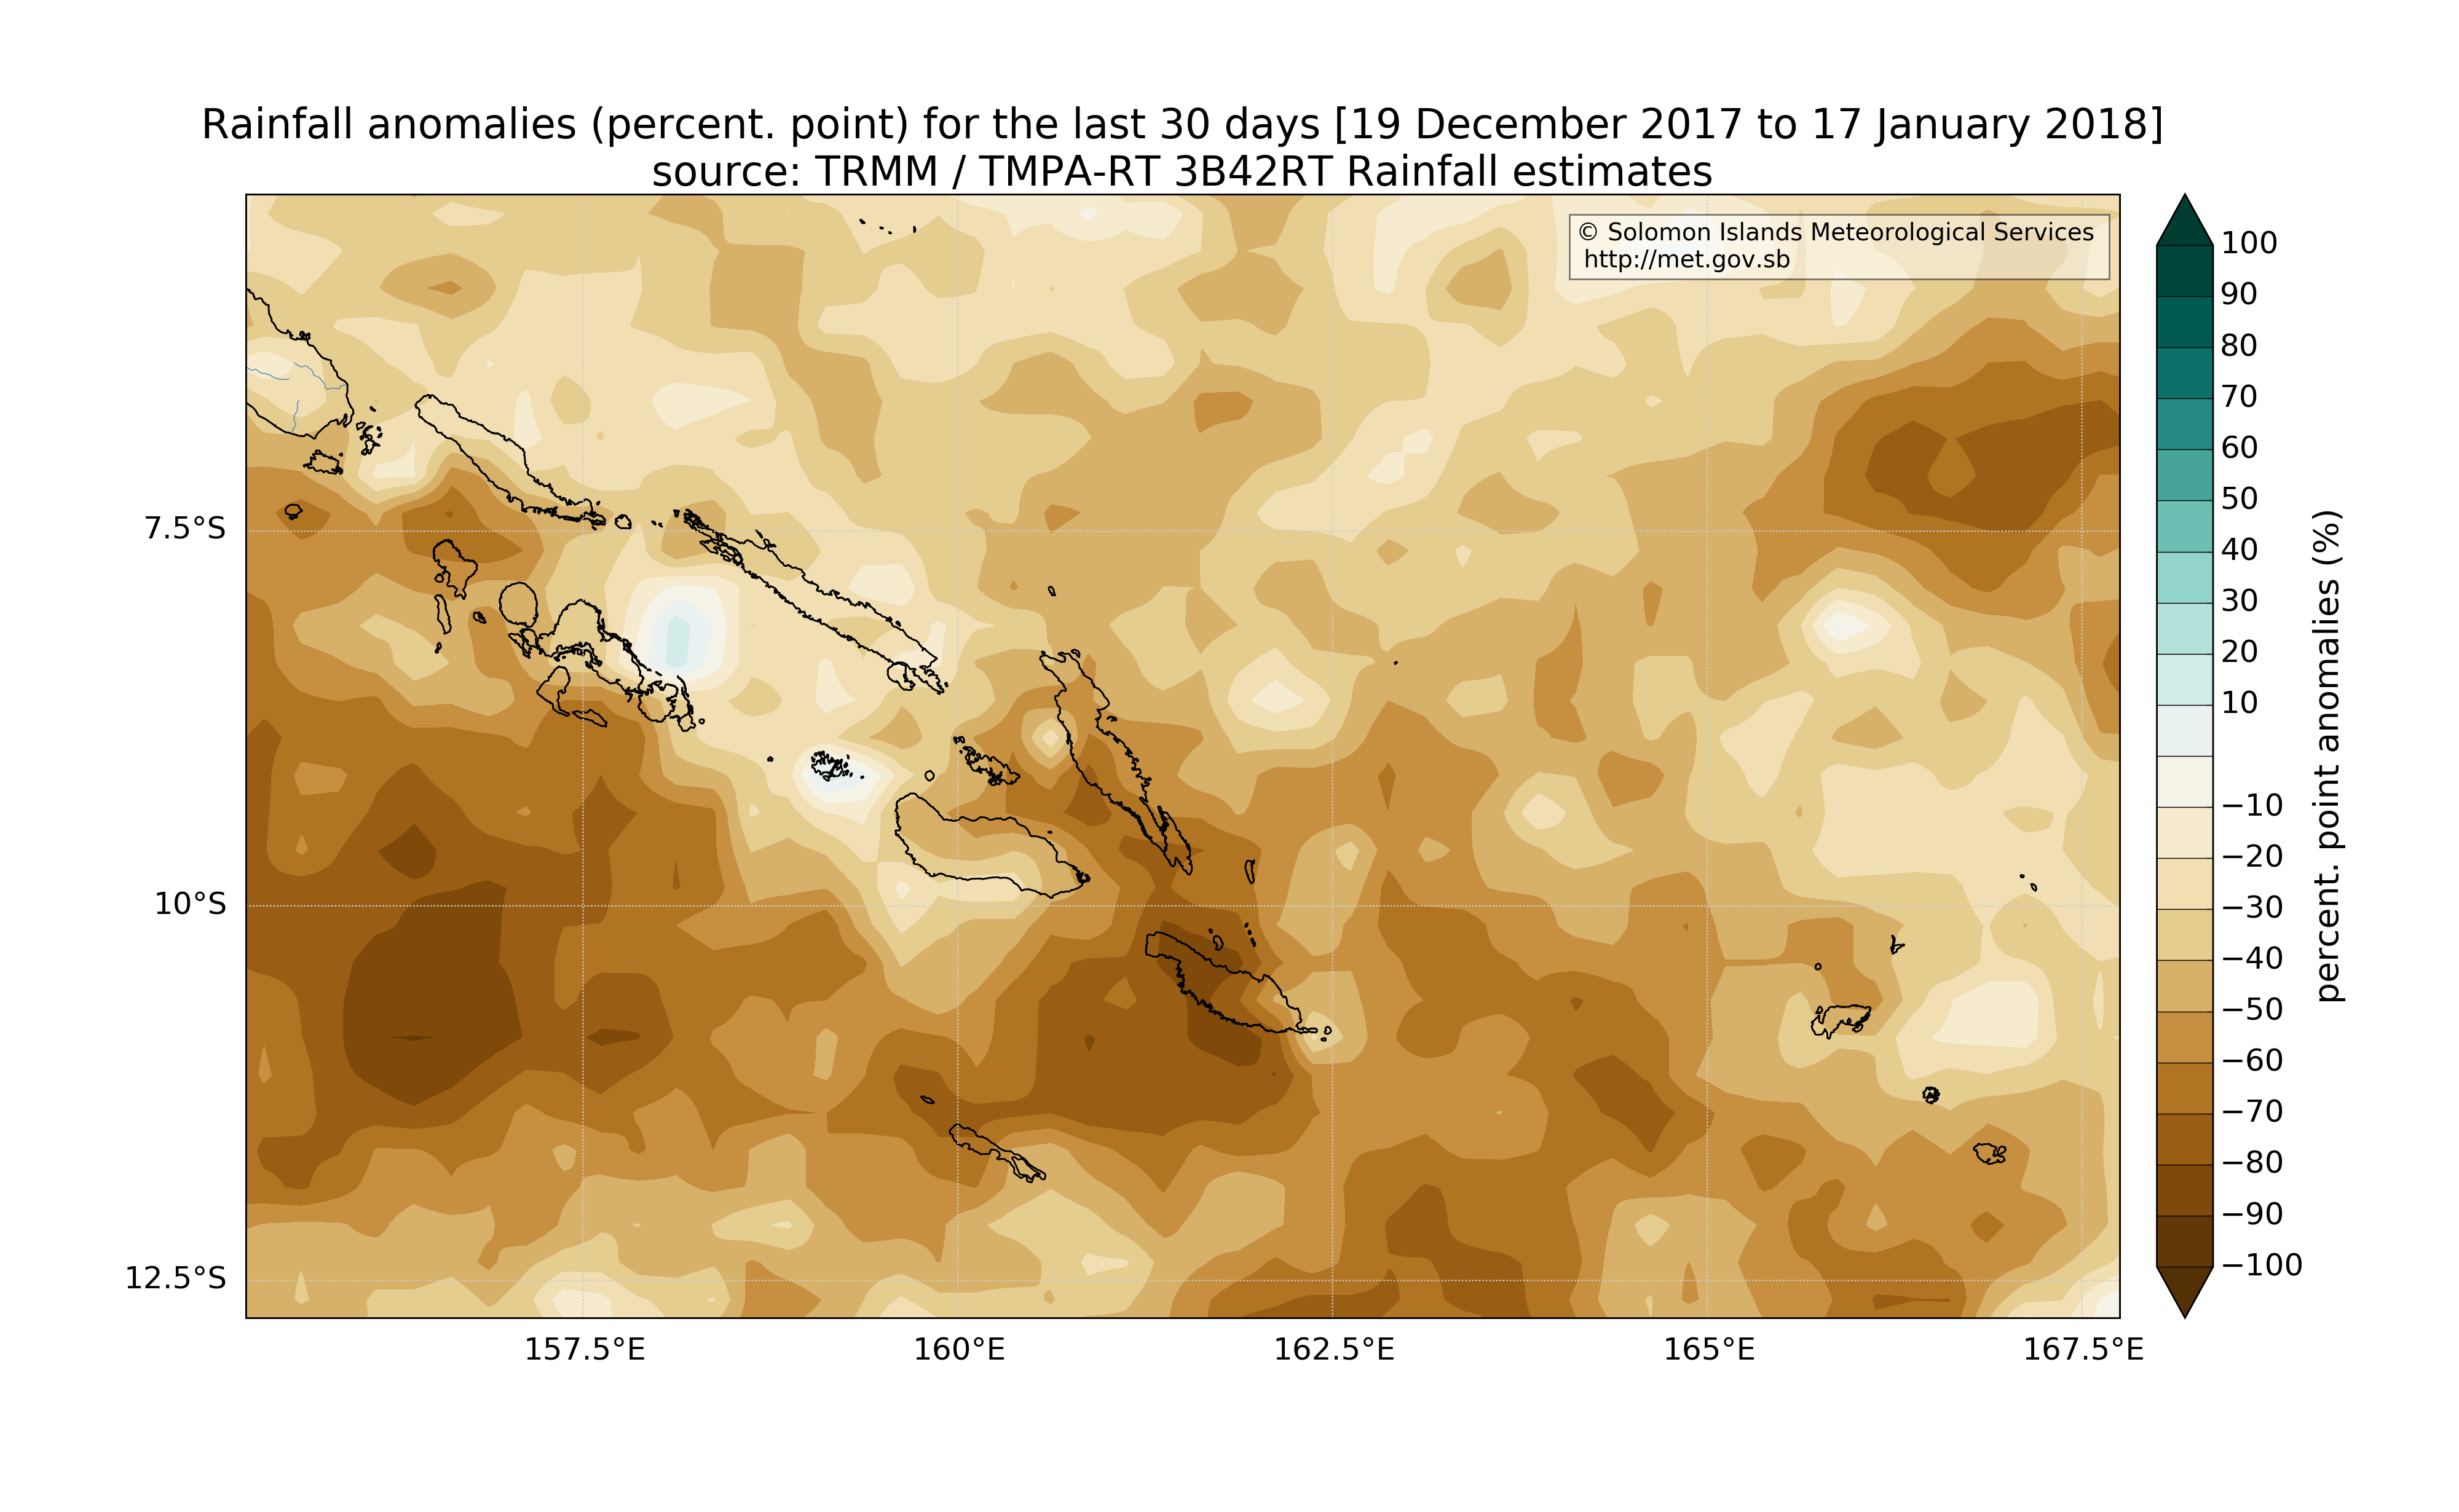 Rainfall anomalies (percent. point) for the last 30 days [19 December 2017 to 17 January 2018]
source: TRMM / TMPA-RT 3B42RT Rainfall estimates
© Solomon Islands Meteorological Services
http://met.gov.sb
7.5°S
10°S
12.5°S
157.5°E
160°E
162.5°E
165°E
167.5°E
100
90
80
70
60
50
40
30
20
10
−10
−20
−30
−40
−50
−60
−70
−80
−90
−100
percent. point anomalies (%)